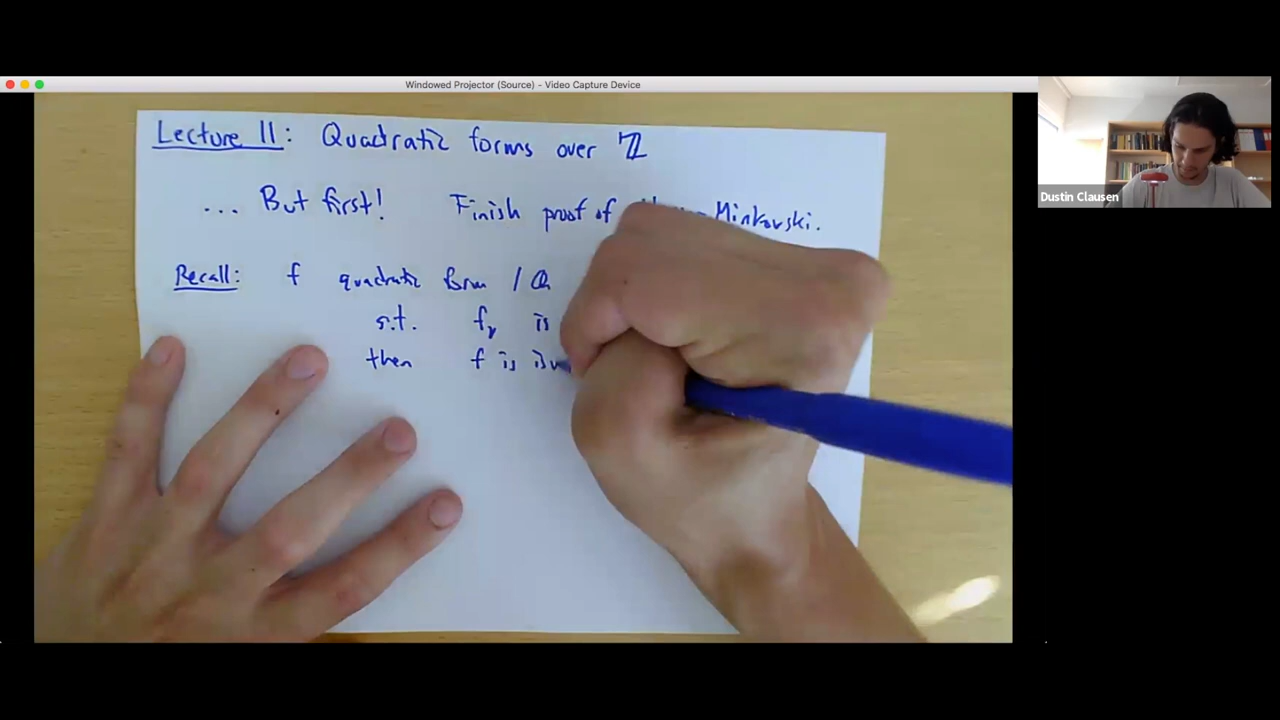 Windowed Projector (Source) - Video Capture Device
Lecture 11: Quadratic forms over ℤ
... But first! Finish proof of Minkowski.
Recall: f quadratic form / Q
s.t. f is
then f is
Dustin Clausen